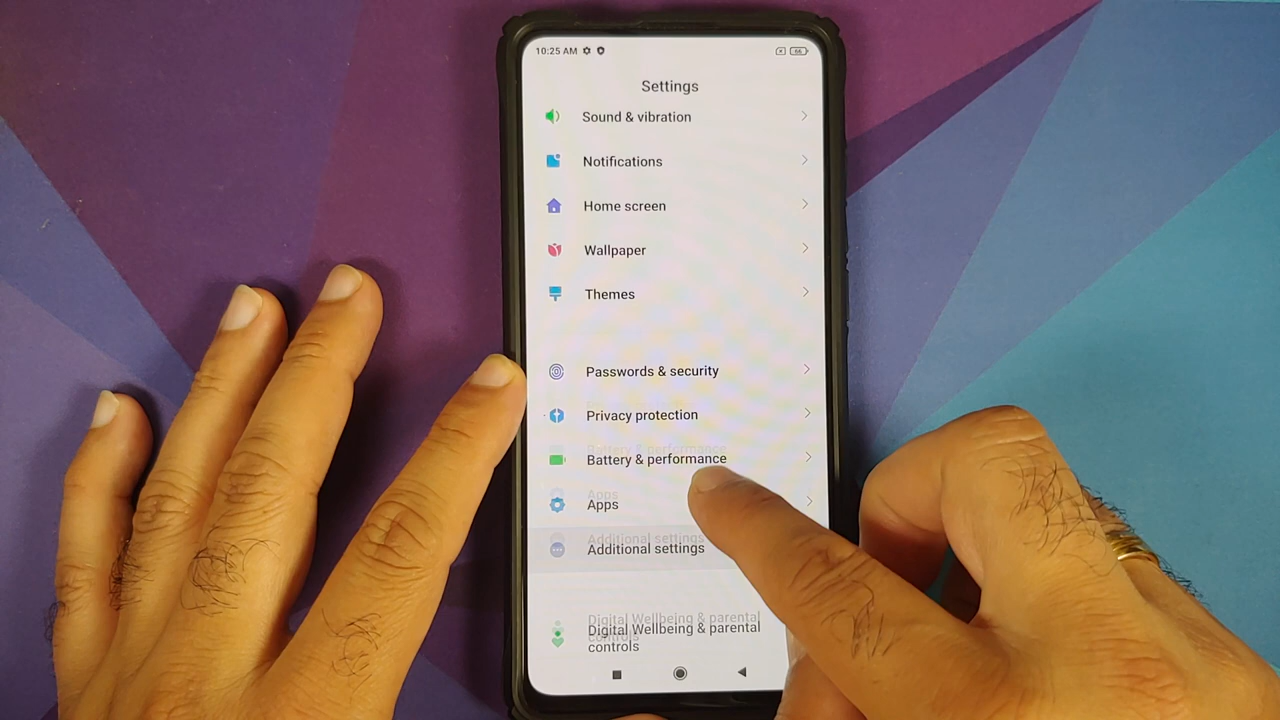 10:25 AM
66
Settings
Sound & vibration
Notifications
Home screen
Wallpaper
Themes
Passwords & security
Privacy protection
Battery & performance
Apps
Additional settings
Digital Wellbeing & parental
controls